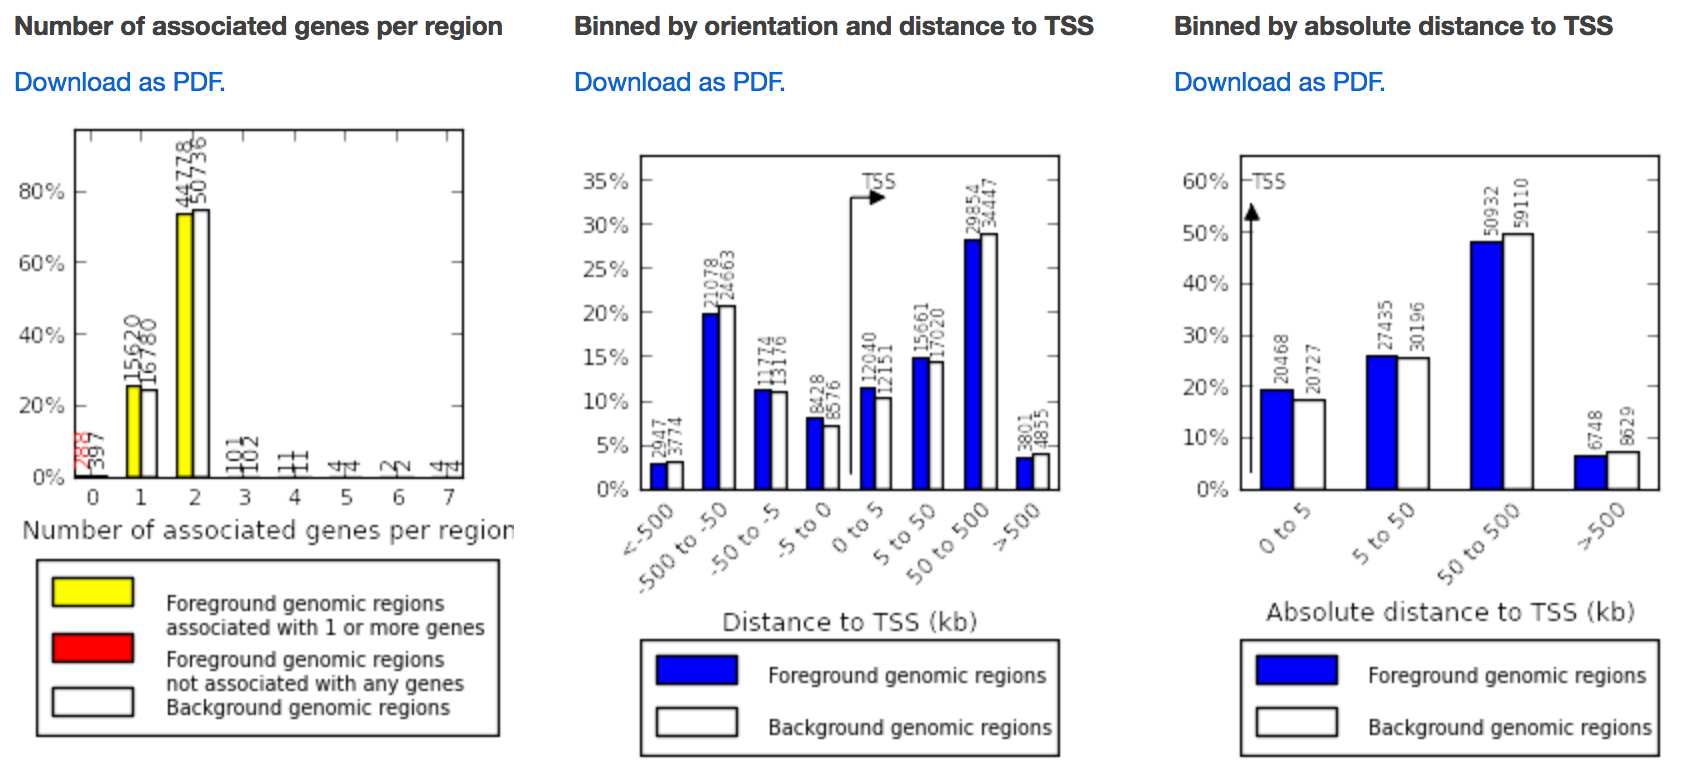 Number of associated genes per region
Download as PDF.
80%
60%
40%
20%
0%
288
397
15620
16780
44778
50736
101
102
11
11
4
4
2
2
4
4
0 1 2 3 4 5 6 7
Number of associated genes per region
Foreground genomic regions
associated with 1 or more genes
Foreground genomic regions
not associated with any genes
Background genomic regions
Binned by orientation and distance to TSS
Download as PDF.
35%
30%
25%
20%
15%
10%
5%
0%
TSS
2947
3774
21078
24663
11774
13176
8428
8576
12040
12151
15661
17020
29854
34447
3801
4855
<-500
-500 to -50
-50 to -5
-5 to 0
0 to 5
5 to 50
50 to 500
>500
Distance to TSS (kb)
Foreground genomic regions
Background genomic regions
Binned by absolute distance to TSS
Download as PDF.
60%
50%
40%
30%
20%
10%
0%
TSS
20468
20727
27435
30196
50932
59110
6748
8629
0 to 5
5 to 50
50 to 500
>500
Absolute distance to TSS (kb)
Foreground genomic regions
Background genomic regions